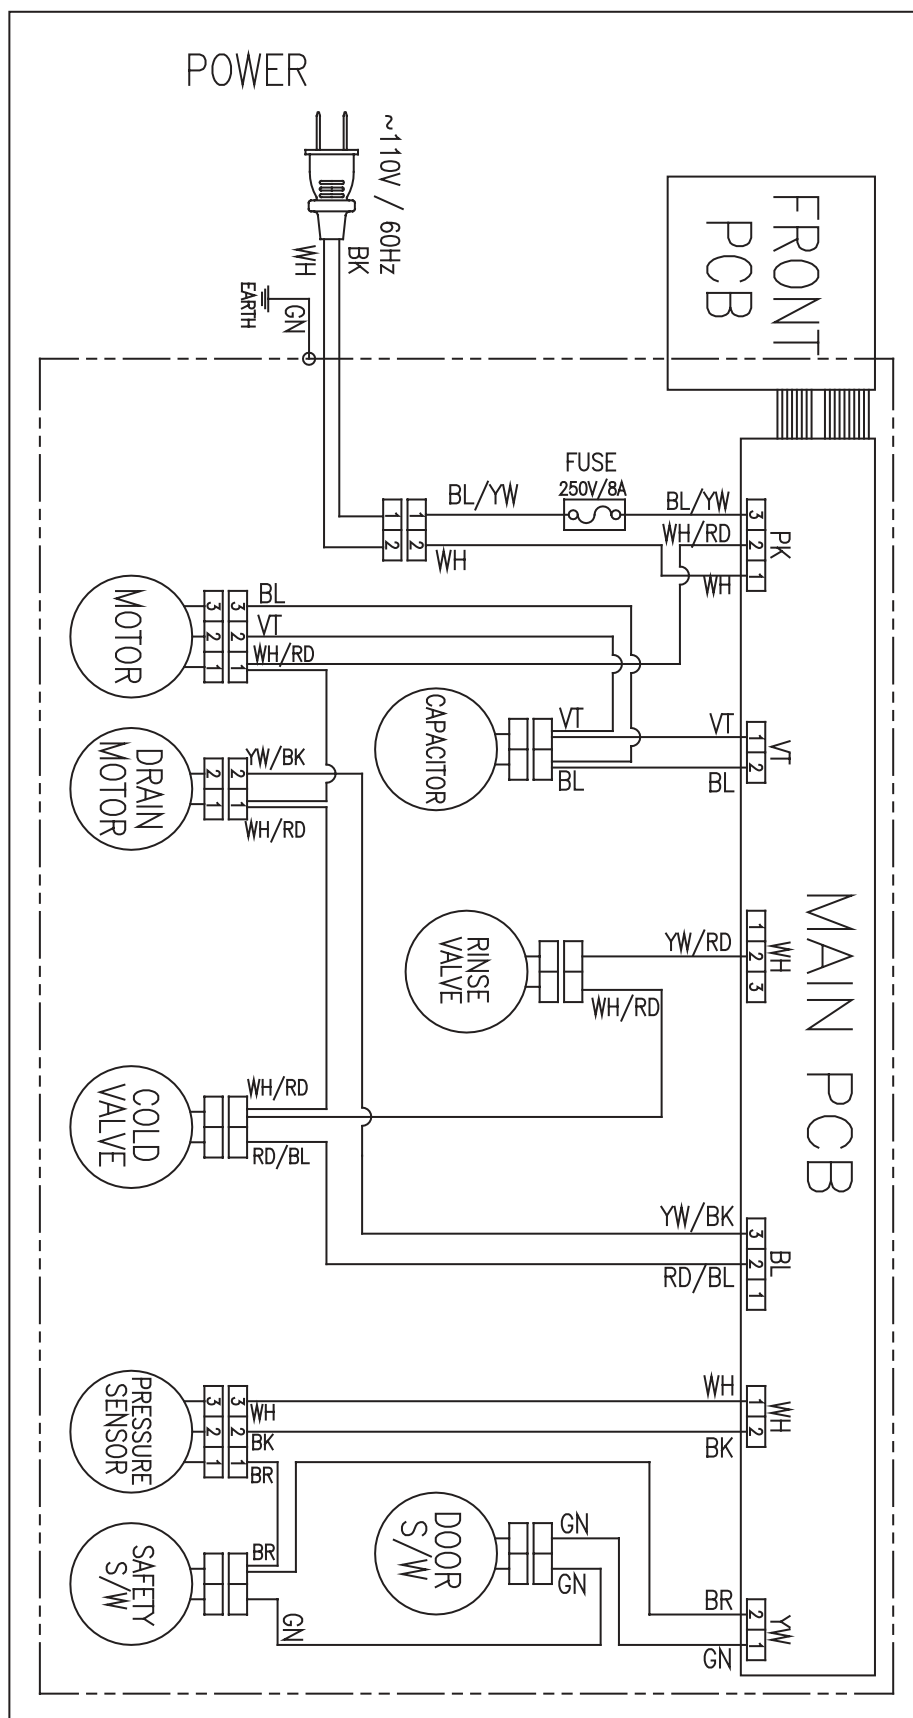 POWER
~110V / 60Hz
WH
BK
EARTH
GN
FRONT
PCB
FUSE
250V/8A
BL/YW
BL/YW
1
2
1
2
WH
WH/RD
WH
3
2
1
PK
MOTOR
3
2
1
3
2
1
BL
VT
WH/RD
CAPACITOR
VT
BL
VT
BL
1
2
VT
DRAIN
MOTOR
2
1
2
1
YW/BK
WH/RD
MAIN PCB
RINSE
VALVE
YW/RD
WH/RD
1
2
3
WH
COLD
VALVE
WH/RD
RD/BL
YW/BK
RD/BL
3
2
1
BL
PRESSURE
SENSOR
3
2
1
3
2
1
WH
BK
BR
WH
BK
1
2
WH
SAFETY
S/W
BR
GN
DOOR
S/W
GN
GN
BR
GN
2
1
YW